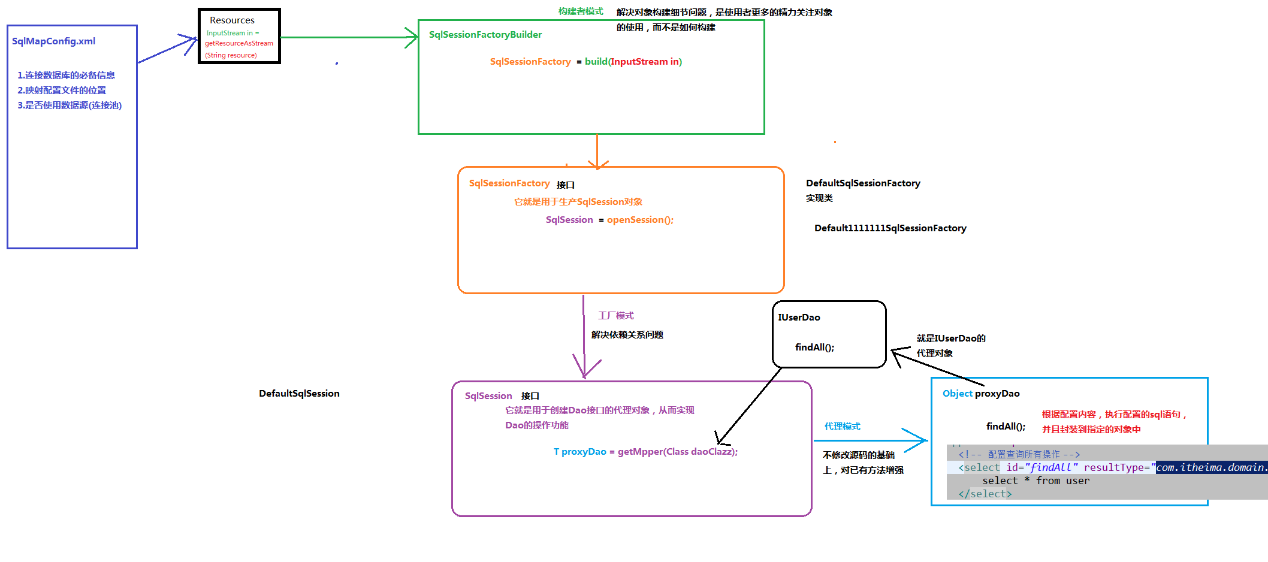 SqlMapConfig.xml
1.连接数据库的必备信息
2.映射配置文件的位置
3.是否使用数据源(连接池)
Resources
InputStream in =
getResourceAsStream
(String resource)
构建者模式
解决对象构建细节问题，是使用者更多的精力关注对象
的使用，而不是如何构建
SqlSessionFactoryBuilder
SqlSessionFactory = build(InputStream in)
SqlSessionFactory 接口
它就是用于生产SqlSession对象
SqlSession = openSession();
DefaultSqlSessionFactory
实现类
Default1111111SqlSessionFactory
工厂模式
解决依赖关系问题
IUserDao
findAll();
就是IUserDao的
代理对象
DefaultSqlSession
SqlSession 接口
它就是用于创建Dao接口的代理对象，从而实现
Dao的操作功能
T proxyDao = getMpper(Class daoClazz);
代理模式
不修改源码的基础
上，对已有方法增强
Object proxyDao
findAll();
根据配置内容，执行配置的sql语句，
并且封装到指定的对象中
<!-- 配置查询所有操作 -->
<select id="findAll" resultType="com.itheima.domain.
select * from user
</select>